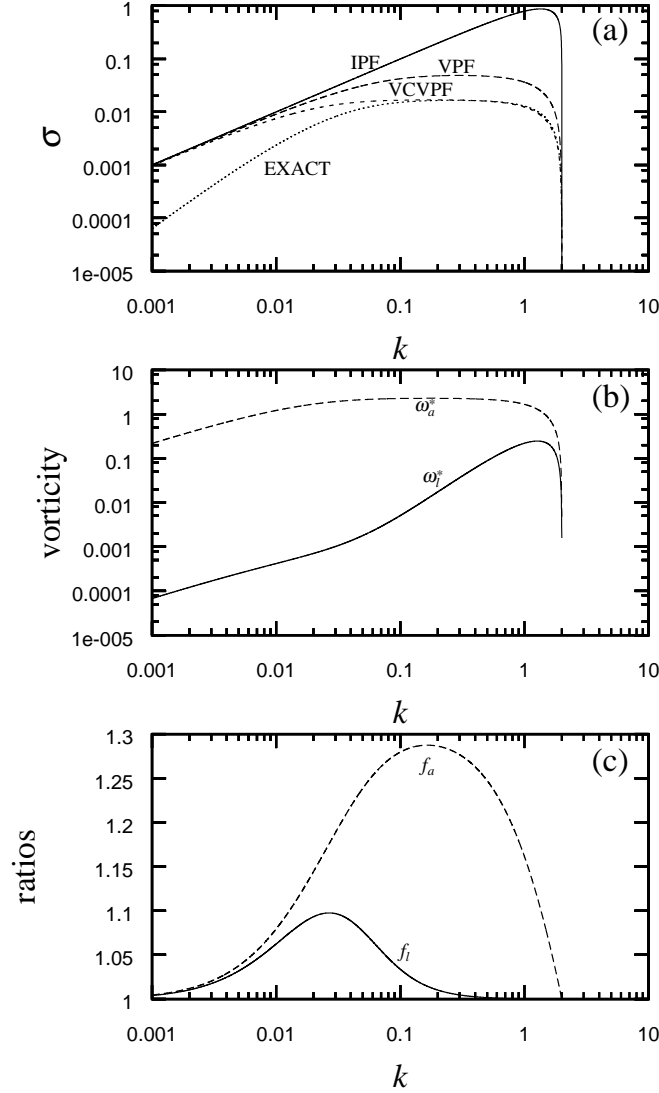 1
(a)
IPF
0.1
VPF
VCVPF
0.01
σ
0.001
EXACT
0.0001
1e-005
0.001 0.01 0.1 1 10
k
10
(b)
1
ωa*
0.1
vorticity
ωl*
0.01
0.001
0.0001
1e-005
0.001 0.01 0.1 1 10
k
1.3
(c)
fa
1.25
1.2
ratios
1.15
1.1
fl
1.05
1
0.001 0.01 0.1 1 10
k